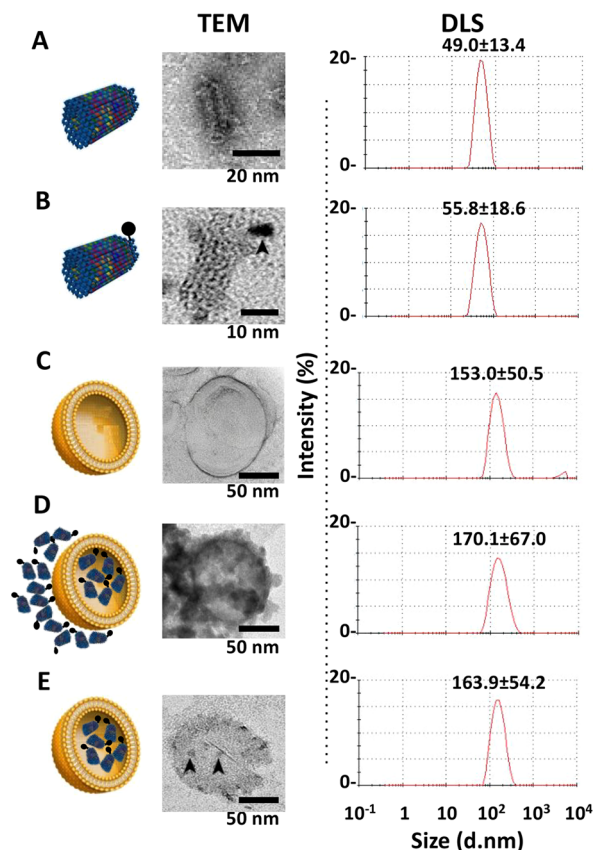 TEM DLS
A
49.0±13.4
20-
0-
20 nm
B
55.8±18.6
20-
0-
10 nm
C
153.0±50.5
20-
0-
50 nm
Intensity (%)
D
170.1±67.0
20-
0-
50 nm
E
163.9±54.2
20-
0-
50 nm
10-1 1 10 10² 10³ 10⁴
Size (d.nm)